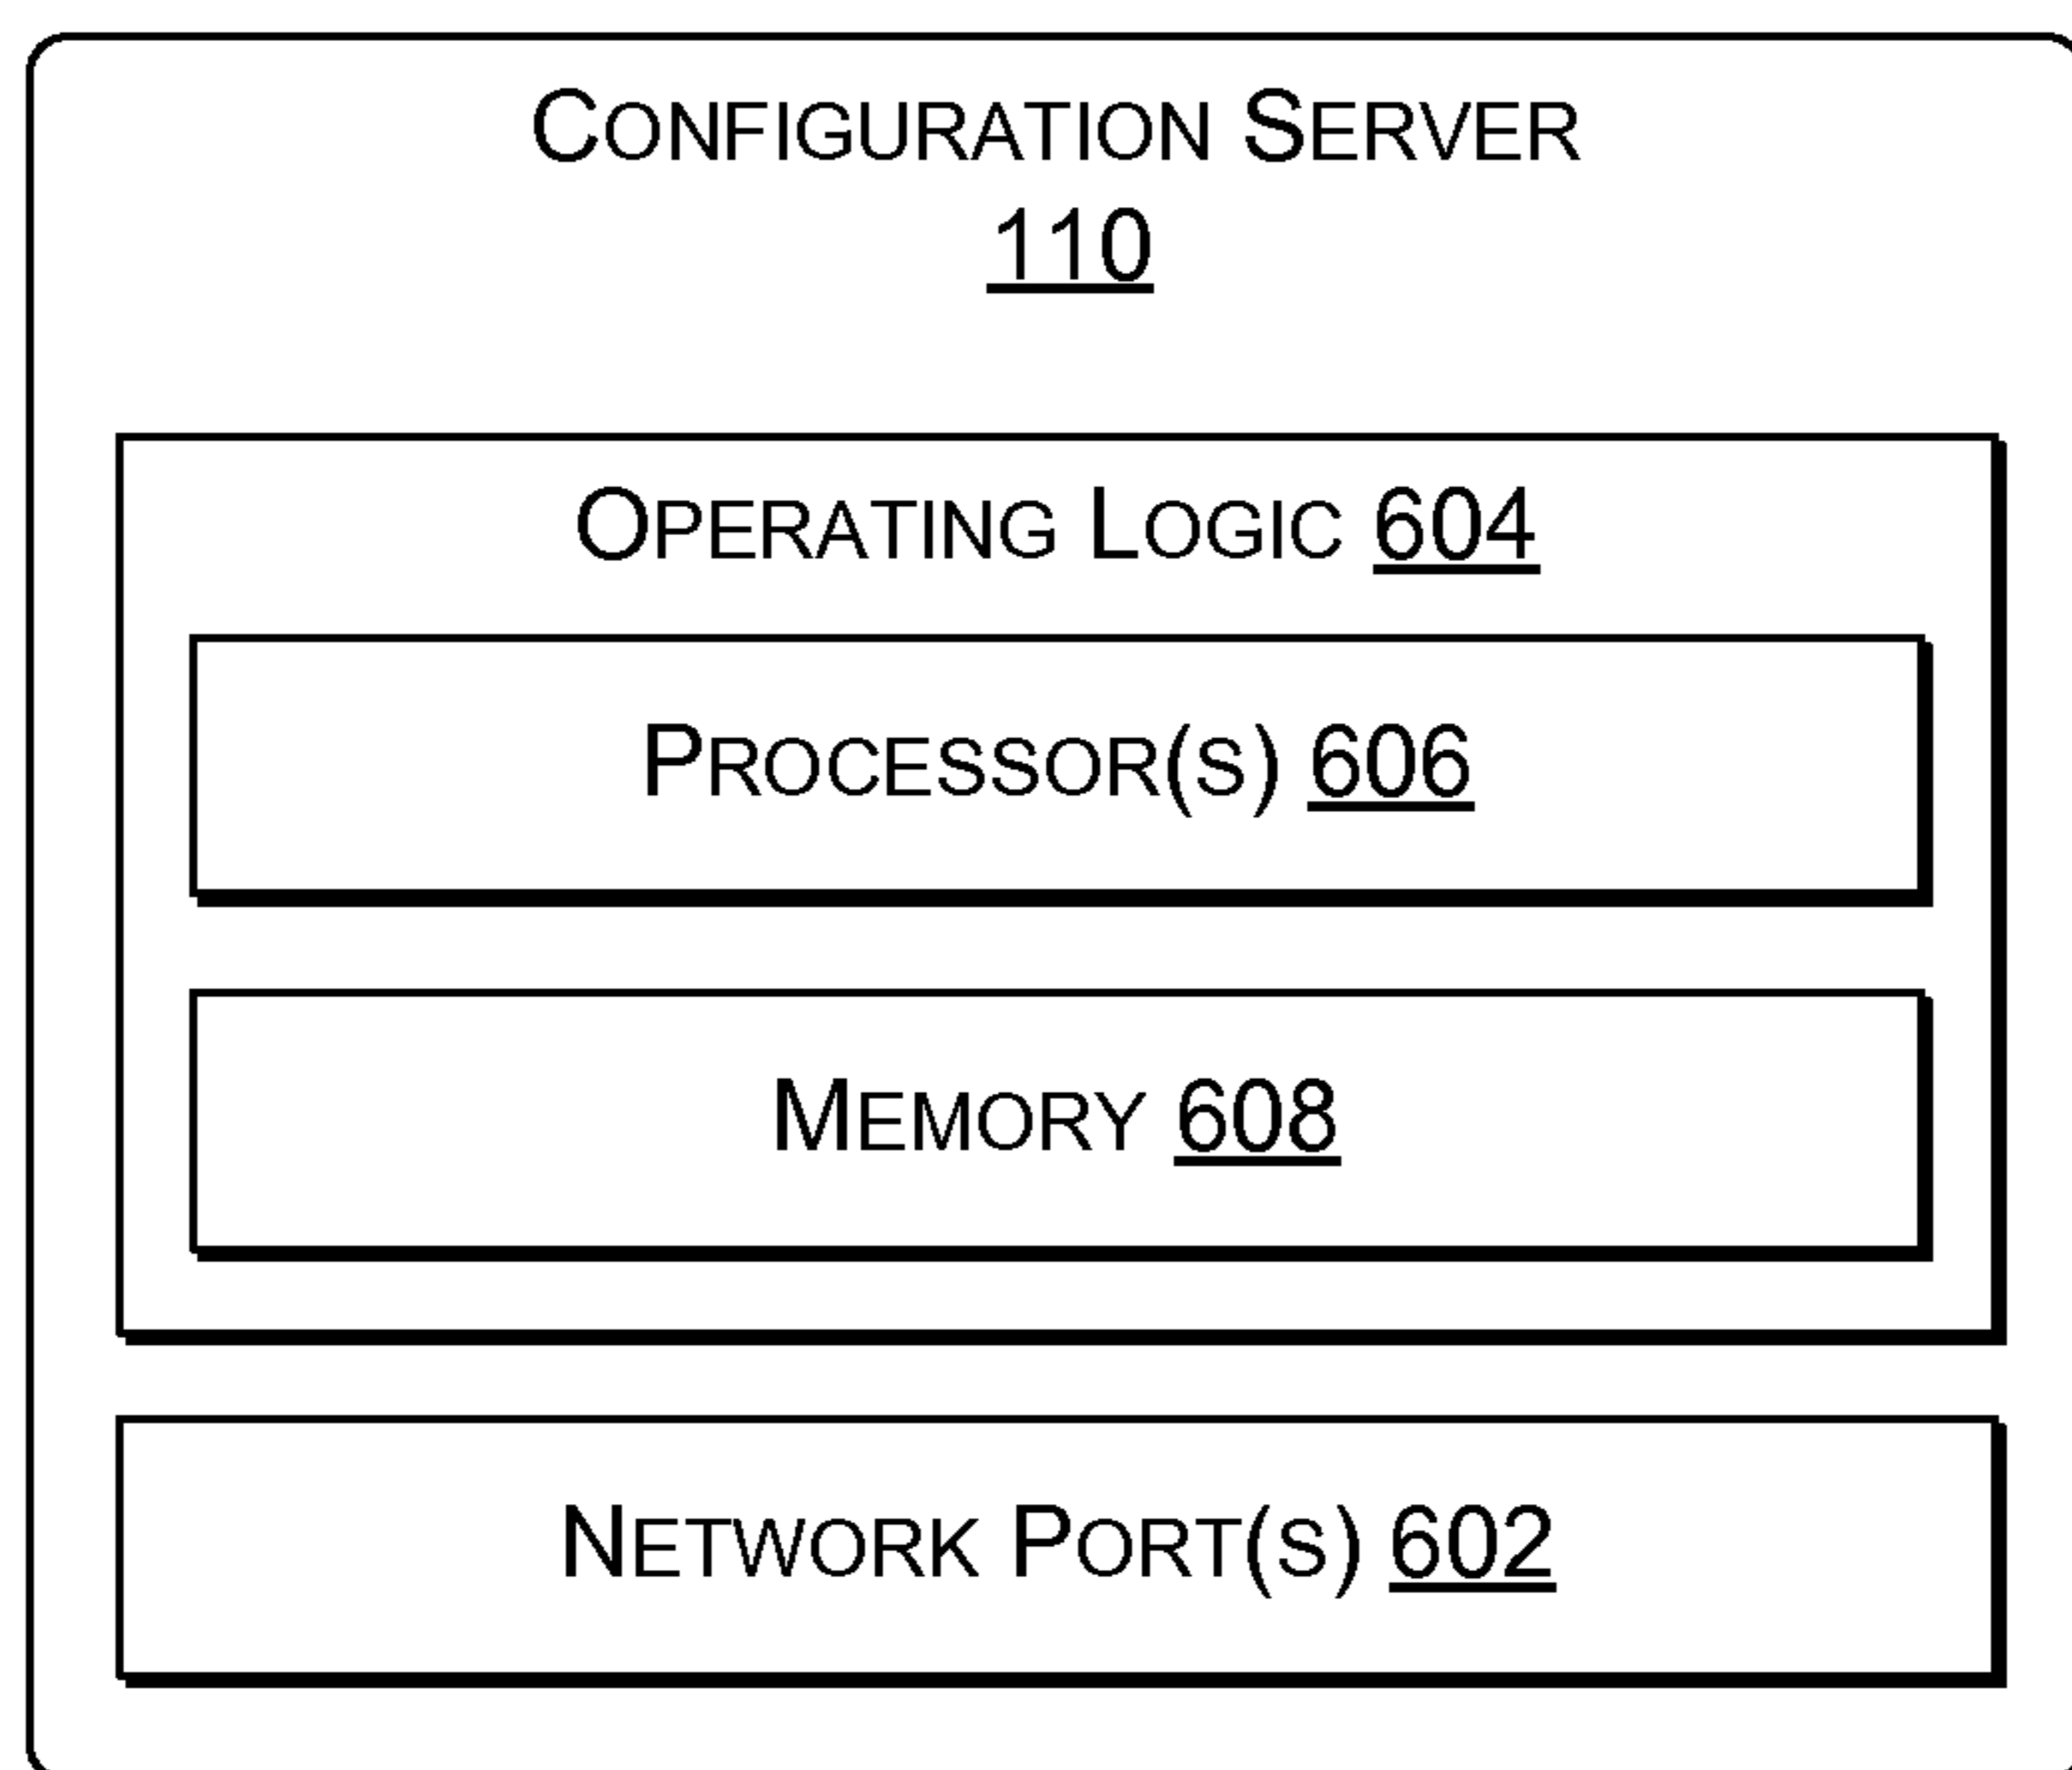 CONFIGURATION SERVER
110
OPERATING LOGIC 604
PROCESSOR(S) 606
MEMORY 608
NETWORK PORT(S) 602